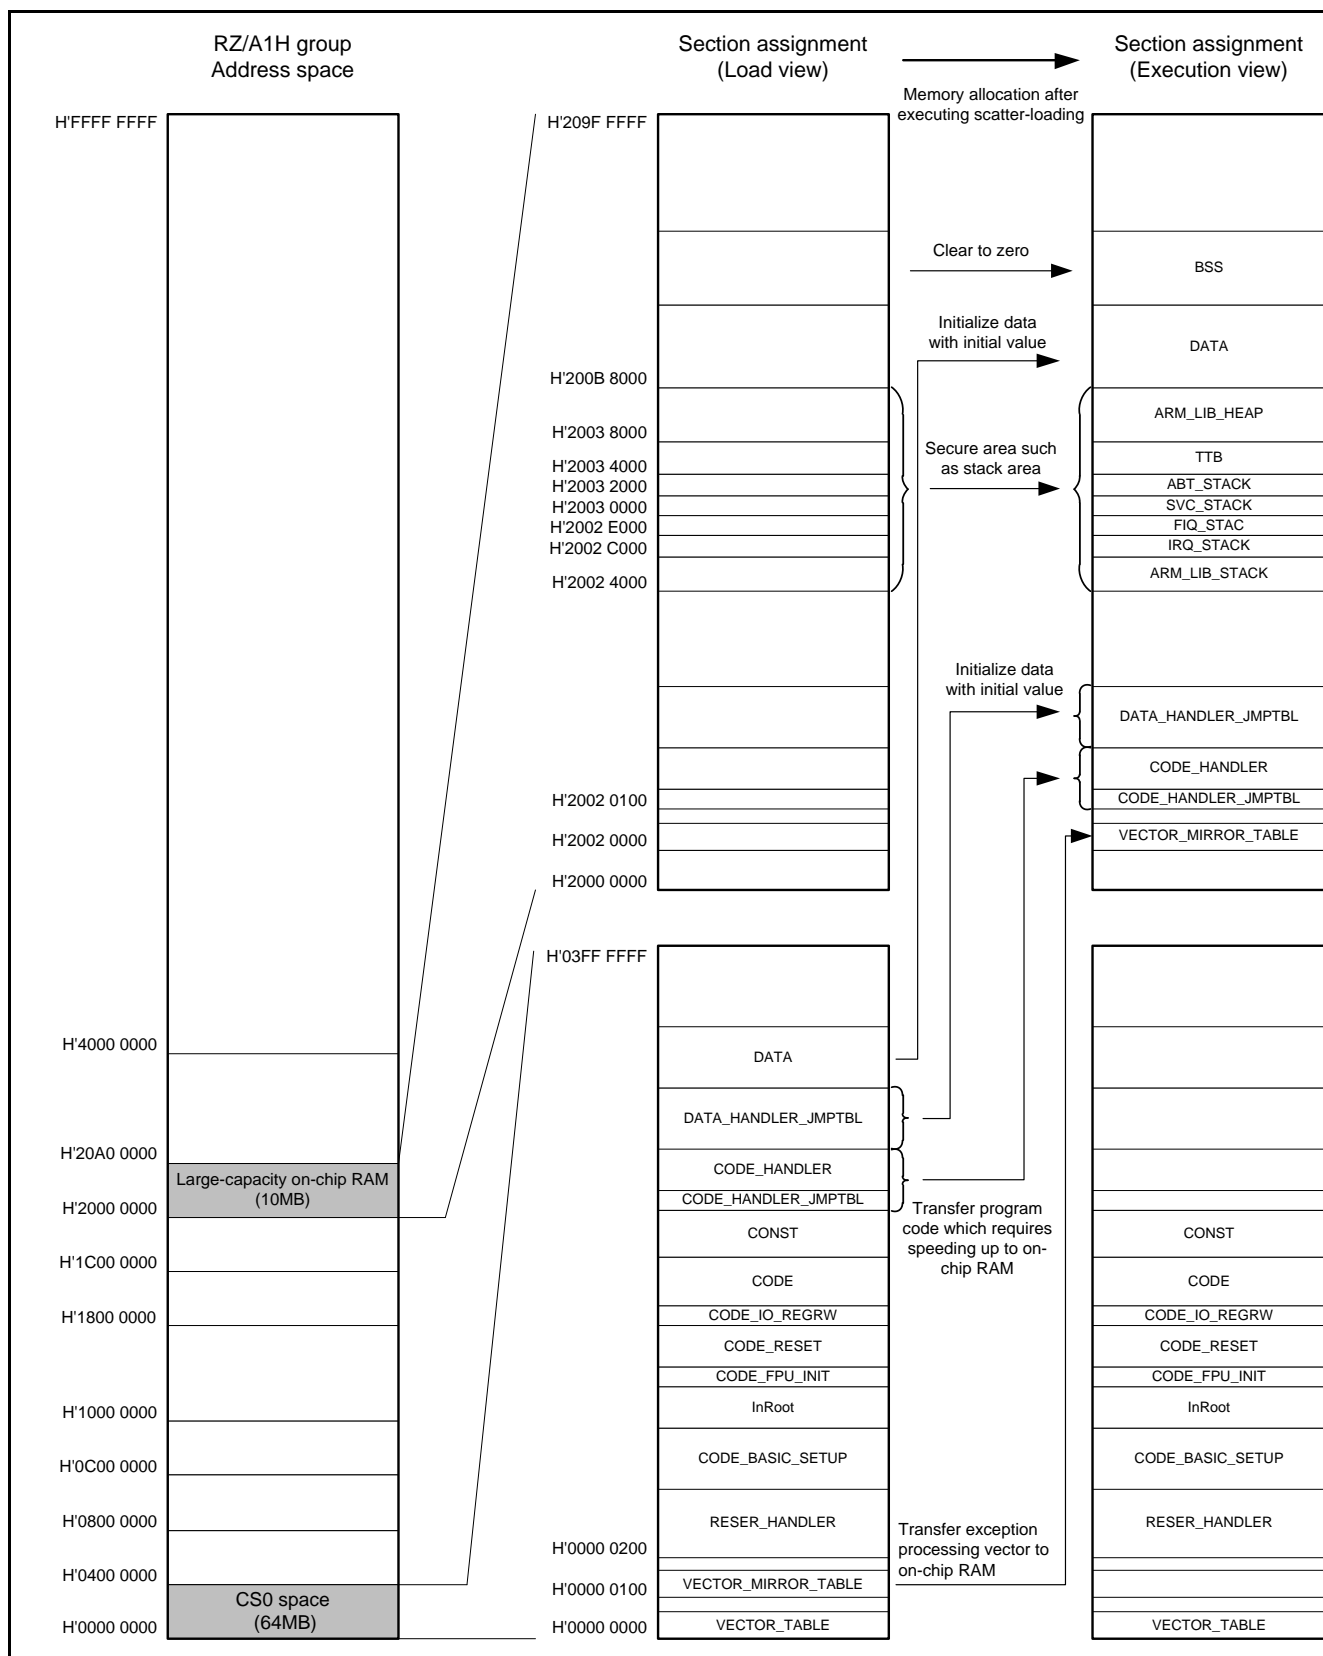 RZ/A1H group
Address space
H'FFFF FFFF
H'4000 0000
H'20A0 0000
Large-capacity on-chip RAM
(10MB)
H'2000 0000
H'1C00 0000
H'1800 0000
H'1000 0000
H'0C00 0000
H'0800 0000
H'0400 0000
CS0 space
(64MB)
H'0000 0000
Section assignment
(Load view)
H'209F FFFF
H'200B 8000
H'2003 8000
H'2003 4000
H'2003 2000
H'2003 0000
H'2002 E000
H'2002 C000
H'2002 4000
H'2002 0100
H'2002 0000
H'2000 0000
H'03FF FFFF
DATA
DATA_HANDLER_JMPTBL
CODE_HANDLER
CODE_HANDLER_JMPTBL
CONST
CODE
CODE_IO_REGRW
CODE_RESET
CODE_FPU_INIT
InRoot
CODE_BASIC_SETUP
RESER_HANDLER
H'0000 0200
VECTOR_MIRROR_TABLE
H'0000 0100
VECTOR_TABLE
H'0000 0000
Memory allocation after
executing scatter-loading
Clear to zero
Initialize data
with initial value
Secure area such
as stack area
Initialize data
with initial value
Transfer program
code which requires
speeding up to on-
chip RAM
Transfer exception
processing vector to
on-chip RAM
Section assignment
(Execution view)
BSS
DATA
ARM_LIB_HEAP
TTB
ABT_STACK
SVC_STACK
FIQ_STAC
IRQ_STACK
ARM_LIB_STACK
DATA_HANDLER_JMPTBL
CODE_HANDLER
CODE_HANDLER_JMPTBL
VECTOR_MIRROR_TABLE
CONST
CODE
CODE_IO_REGRW
CODE_RESET
CODE_FPU_INIT
InRoot
CODE_BASIC_SETUP
RESER_HANDLER
VECTOR_TABLE